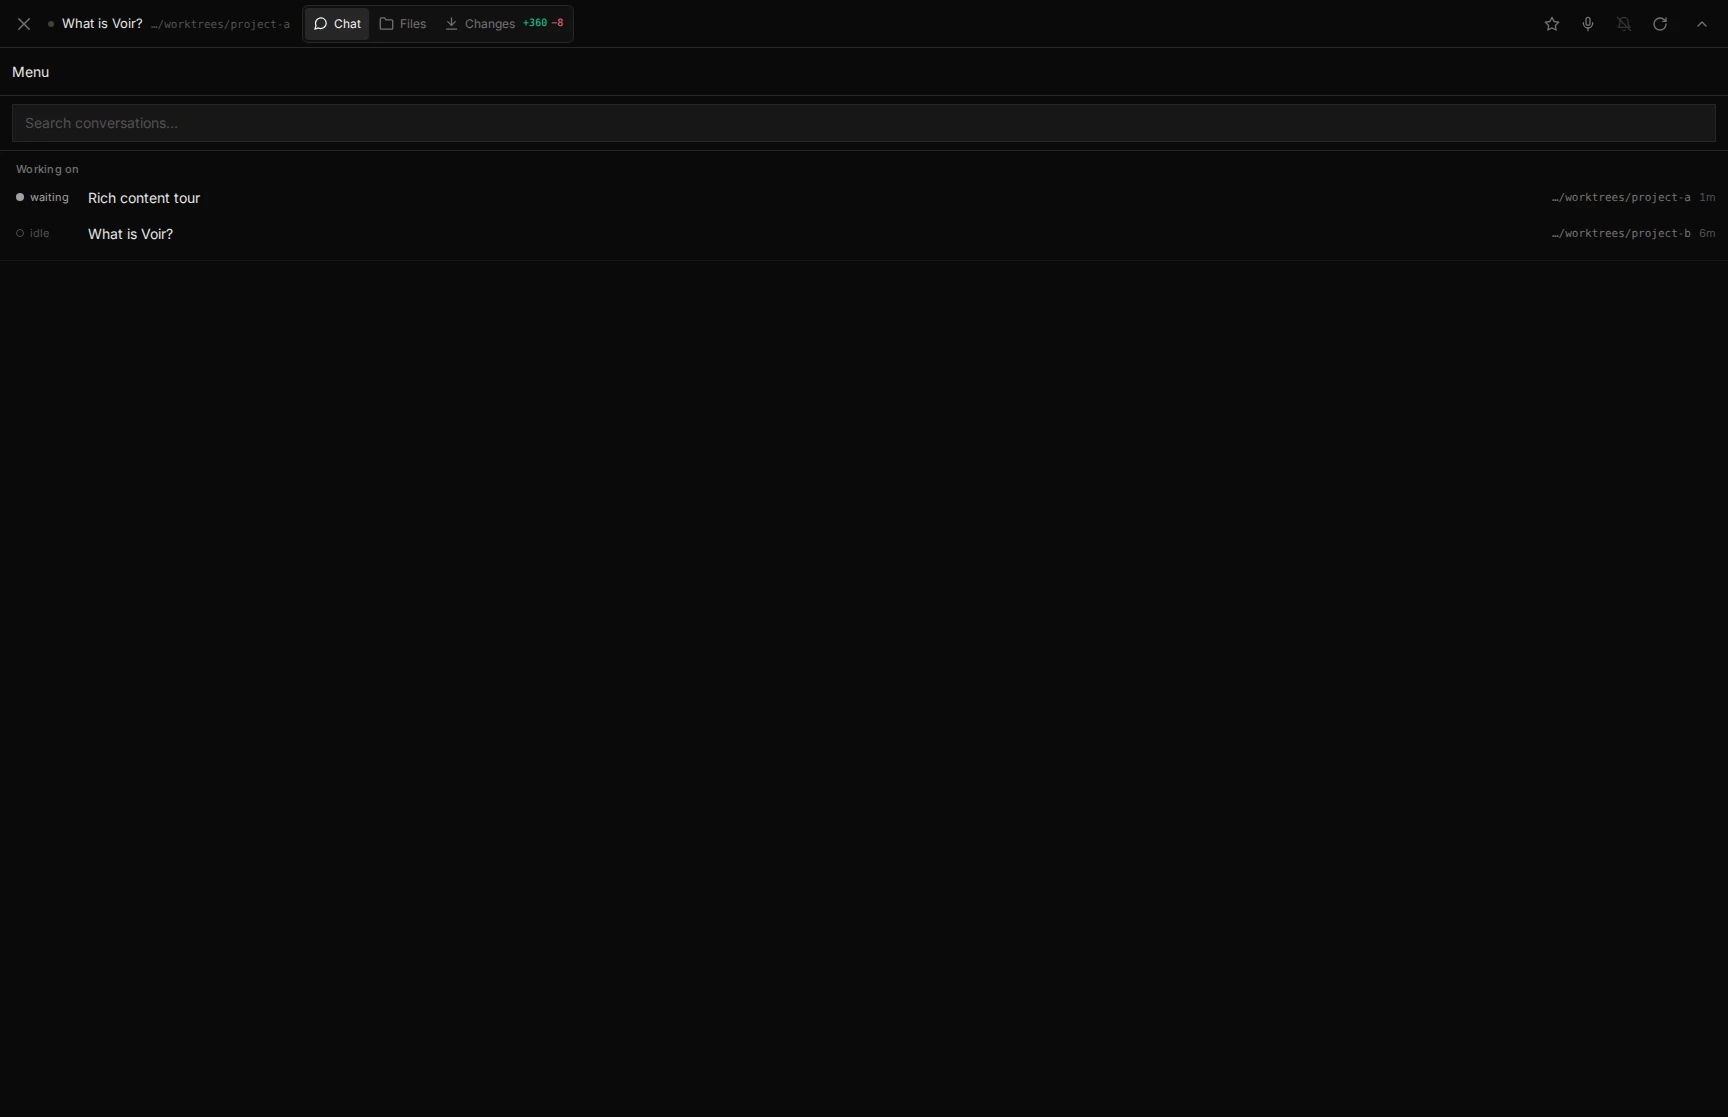 What is Voir? …/worktrees/project-a Chat Files Changes +360 −8
Menu
Search conversations...
Working on
waiting Rich content tour …/worktrees/project-a 1m
idle What is Voir? …/worktrees/project-b 6m